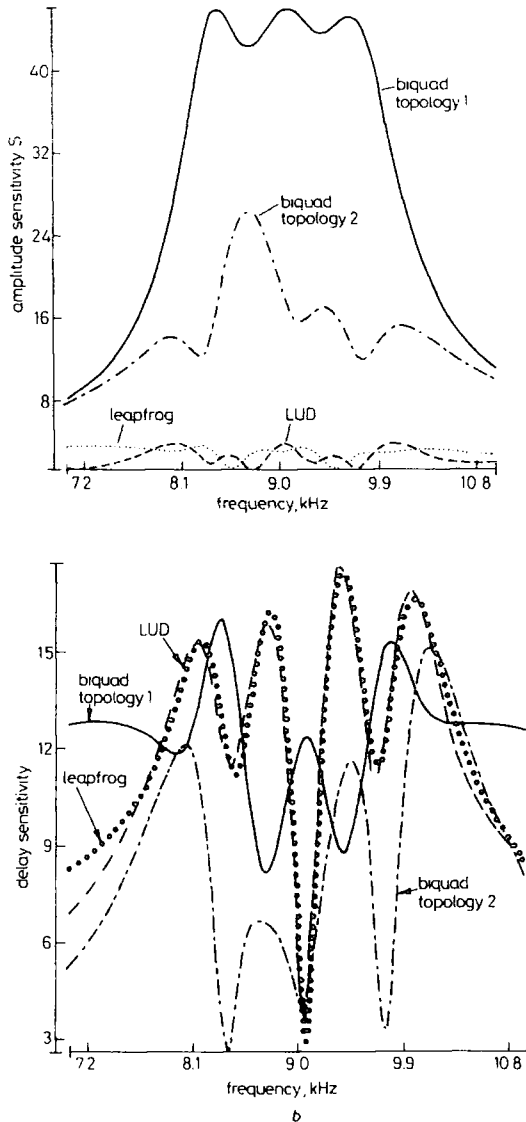 40
32
24
16
8
amplitude sensitivity S
biquad
topology 1
biquad
topology 2
leapfrog
LUD
7.2
8.1
9.0
9.9
10.8
frequency, kHz
15
12
9
6
3
delay sensitivity
LUD
biquad
topology 1
leapfrog
biquad
topology 2
7.2
8.1
9.0
9.9
10.8
frequency, kHz
b